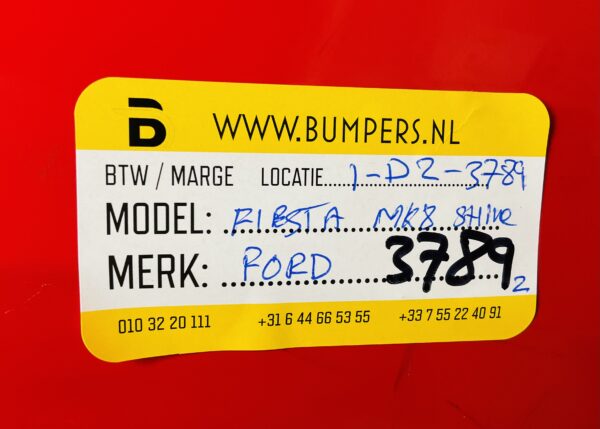 B WWW.BUMPERS.NL
BTW / MARGE LOCATIE 1-D2-3789
MODEL: FIESTA MK8 SHINE
MERK: FORD 3789 2
010 32 20 111 +31 6 44 66 53 55 +33 7 55 22 40 91